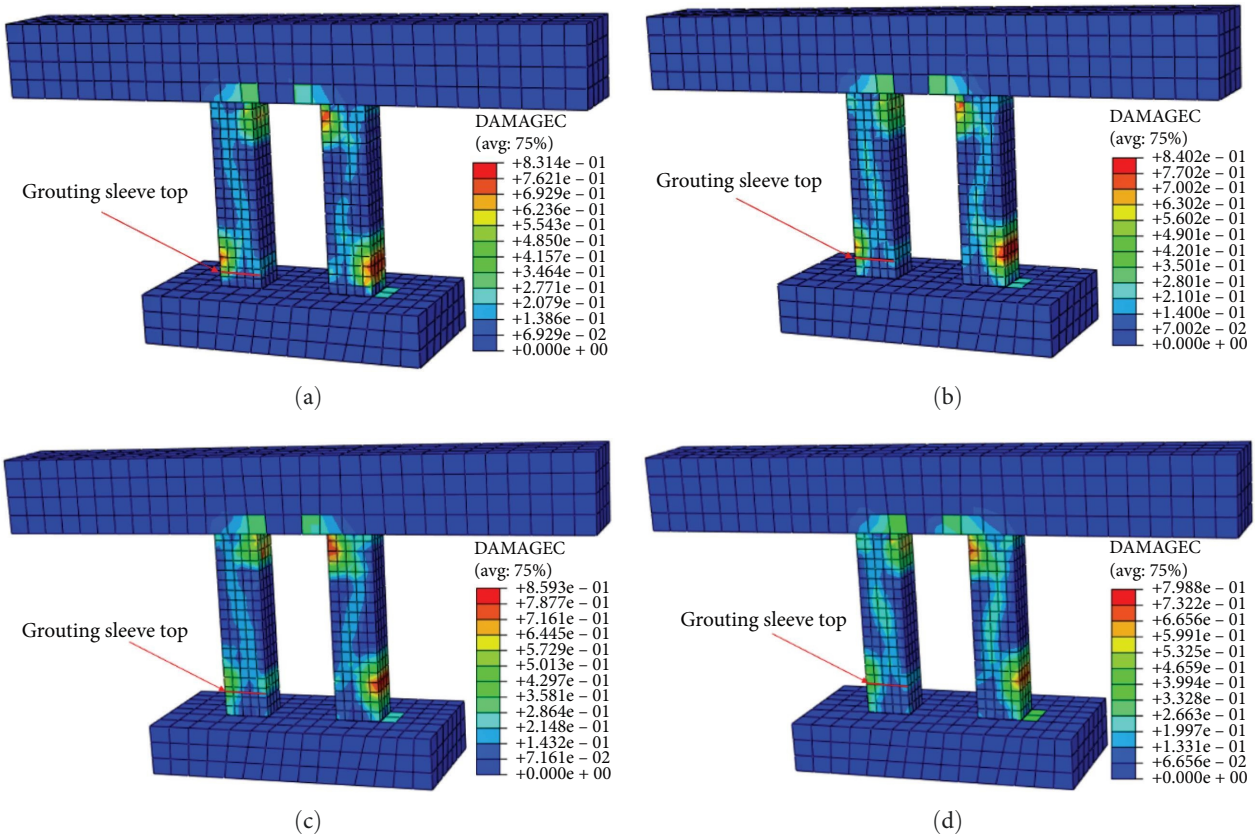 DAMAGEC
(avg: 75%)
+8.314e – 01
+7.621e – 01
+6.929e – 01
+6.236e – 01
+5.543e – 01
+4.850e – 01
+4.157e – 01
+3.464e – 01
+2.771e – 01
+2.079e – 01
+1.386e – 01
+6.929e – 02
+0.000e + 00
Grouting sleeve top
(a)
DAMAGEC
(avg: 75%)
+8.402e – 01
+7.702e – 01
+7.002e – 01
+6.302e – 01
+5.602e – 01
+4.901e – 01
+4.201e – 01
+3.501e – 01
+2.801e – 01
+2.101e – 01
+1.400e – 01
+7.002e – 02
+0.000e + 00
Grouting sleeve top
(b)
DAMAGEC
(avg: 75%)
+8.593e – 01
+7.877e – 01
+7.161e – 01
+6.445e – 01
+5.729e – 01
+5.013e – 01
+4.297e – 01
+3.581e – 01
+2.864e – 01
+2.148e – 01
+1.432e – 01
+7.161e – 02
+0.000e + 00
Grouting sleeve top
(c)
DAMAGEC
(avg: 75%)
+7.988e – 01
+7.322e – 01
+6.656e – 01
+5.991e – 01
+5.325e – 01
+4.659e – 01
+3.994e – 01
+3.328e – 01
+2.663e – 01
+1.997e – 01
+1.331e – 01
+6.656e – 02
+0.000e + 00
Grouting sleeve top
(d)